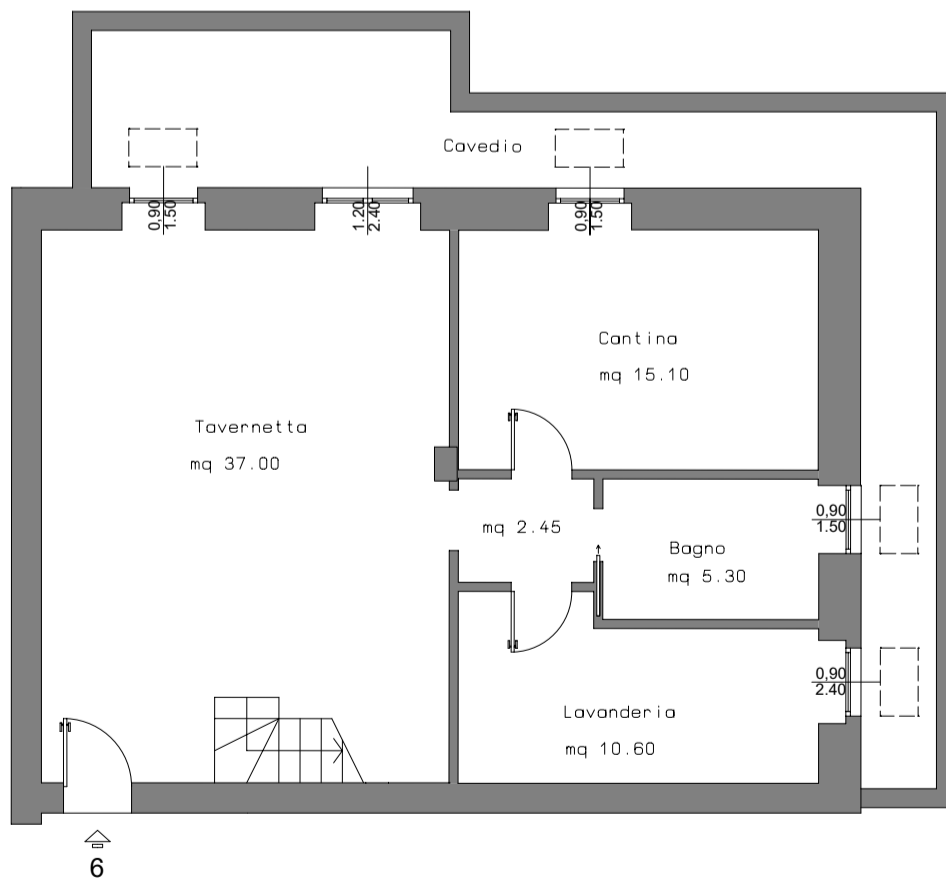 Cavedio
0,90
1.50
1.20
2.40
0,90
1.50
Cantina
mq 15.10
Tavernetta
mq 37.00
mq 2.45
0,90
1.50
Bagno
mq 5.30
0,90
2.40
Lavanderia
mq 10.60
6